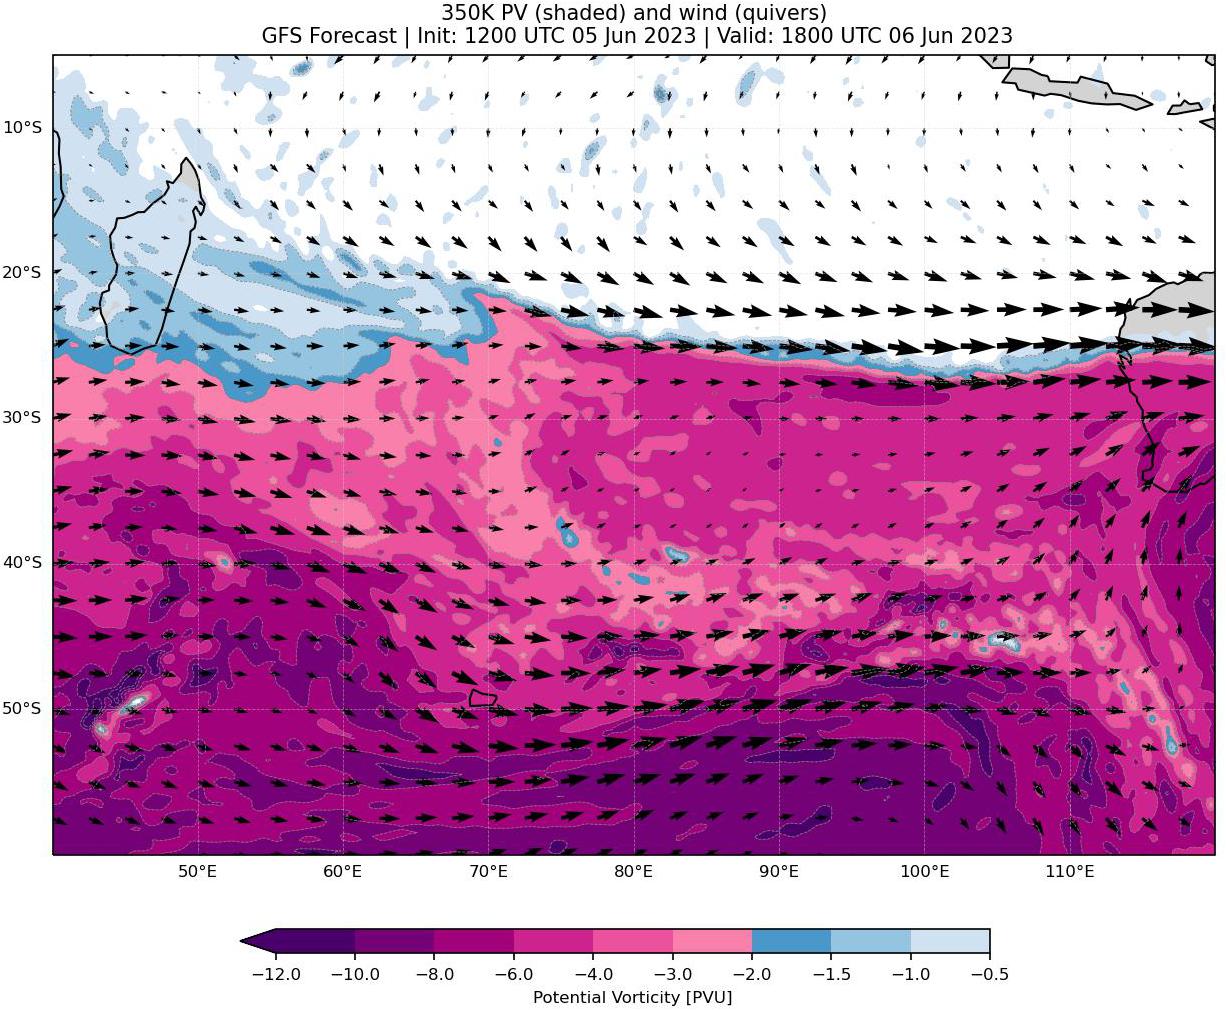 350K PV (shaded) and wind (quivers)
GFS Forecast | Init: 1200 UTC 05 Jun 2023 | Valid: 1800 UTC 06 Jun 2023
10°S
20°S
30°S
40°S
50°S
50°E 60°E 70°E 80°E 90°E 100°E 110°E
−12.0 −10.0 −8.0 −6.0 −4.0 −3.0 −2.0 −1.5 −1.0 −0.5
Potential Vorticity [PVU]